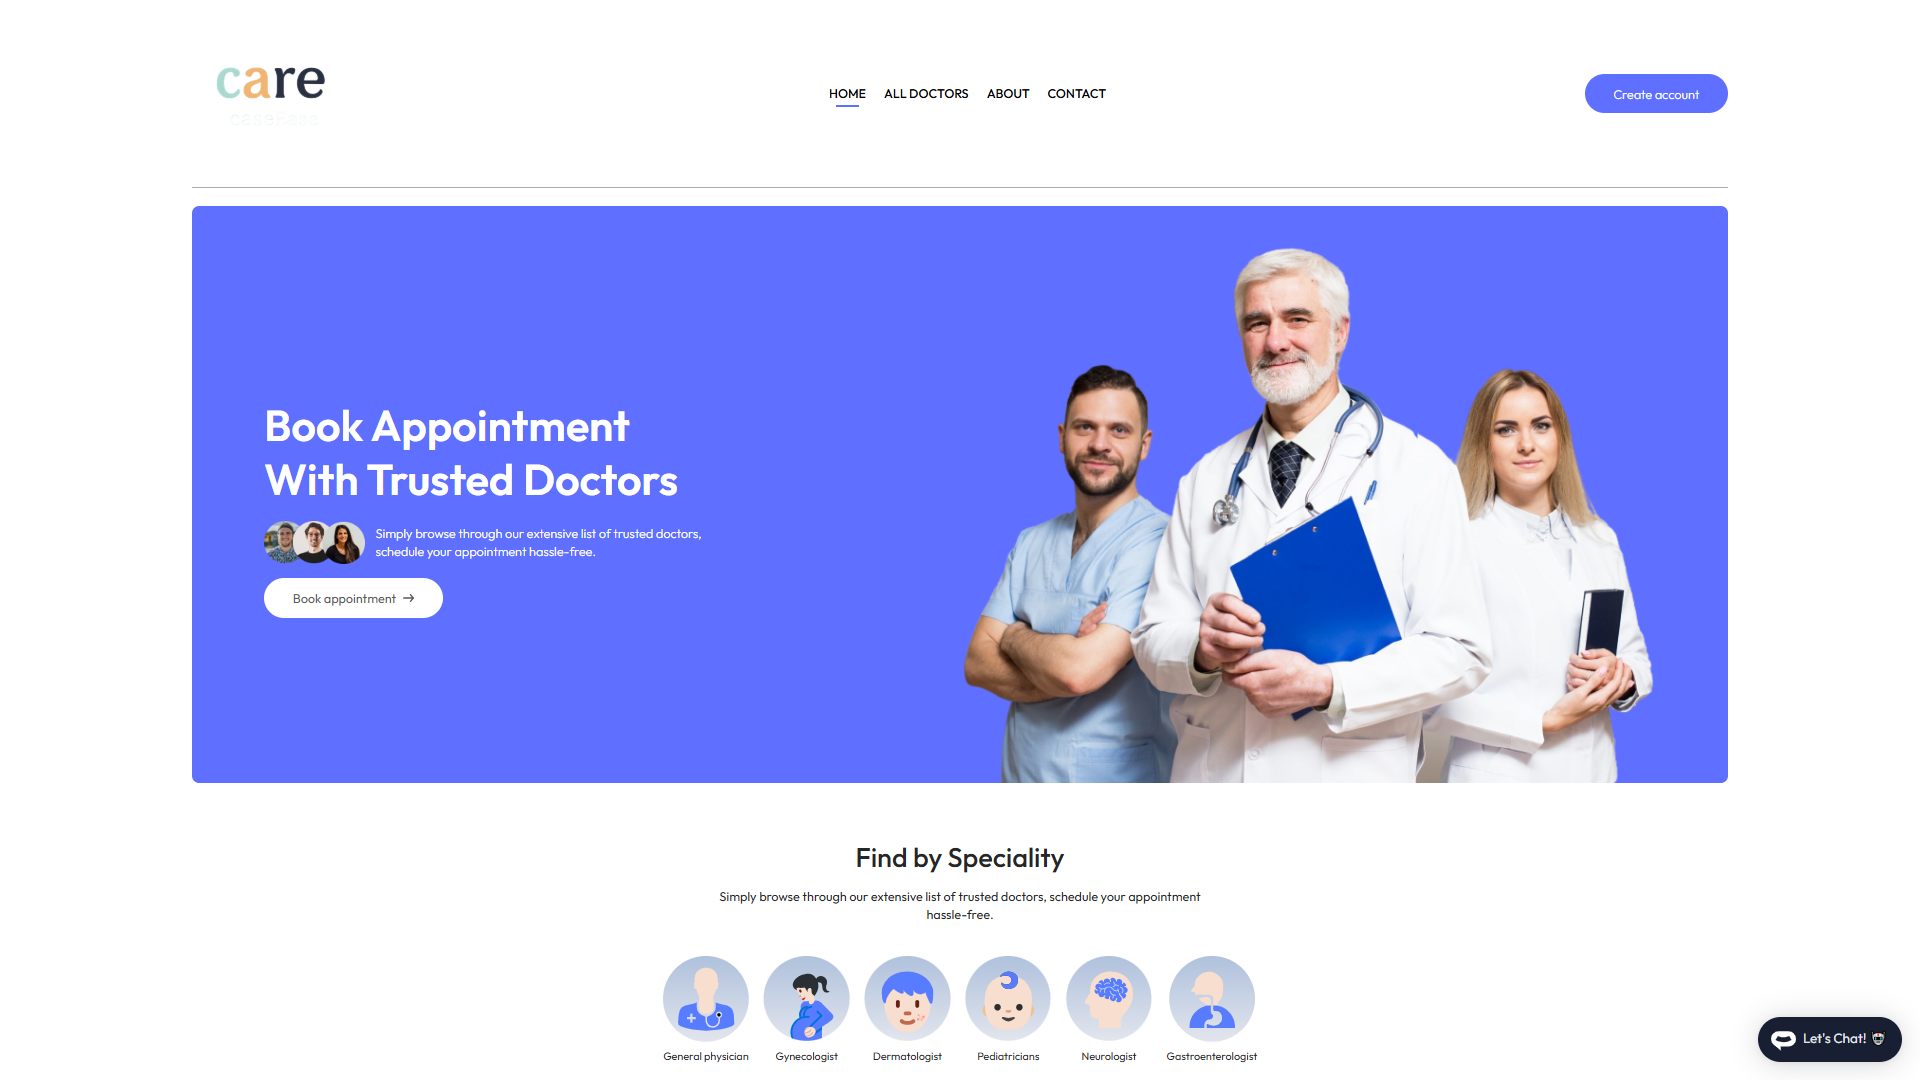 care
HOME
ALL DOCTORS
ABOUT
CONTACT
Create account
Book Appointment
With Trusted Doctors
Simply browse through our extensive list of trusted doctors,
schedule your appointment hassle-free.
Book appointment →
Find by Speciality
Simply browse through our extensive list of trusted doctors, schedule your appointment
hassle-free.
General physician
Gynecologist
Dermatologist
Pediatricians
Neurologist
Gastroenterologist
Let's Chat!